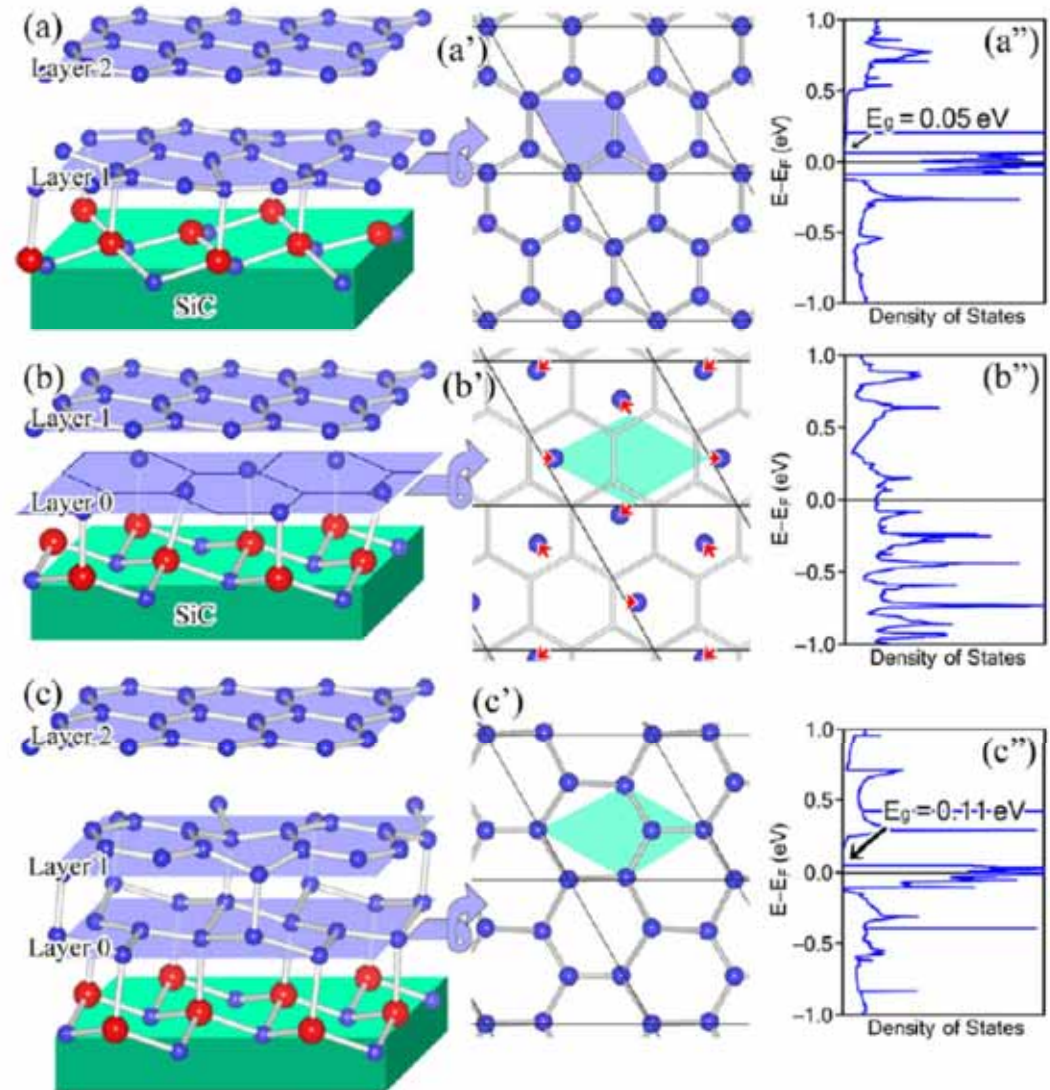 (a)
Layer 2
Layer 1
SiC
(a')
1.0
0.5
0.0
−0.5
−1.0
E−E_F (eV)
E_g = 0.05 eV
(a'')
Density of States
(b)
Layer 1
Layer 0
SiC
(b')
1.0
0.5
0.0
−0.5
−1.0
E−E_F (eV)
(b'')
Density of States
(c)
Layer 2
Layer 1
Layer 0
(c')
1.0
0.5
0.0
−0.5
−1.0
E−E_F (eV)
(c'')
E_g = 0.11 eV
Density of States